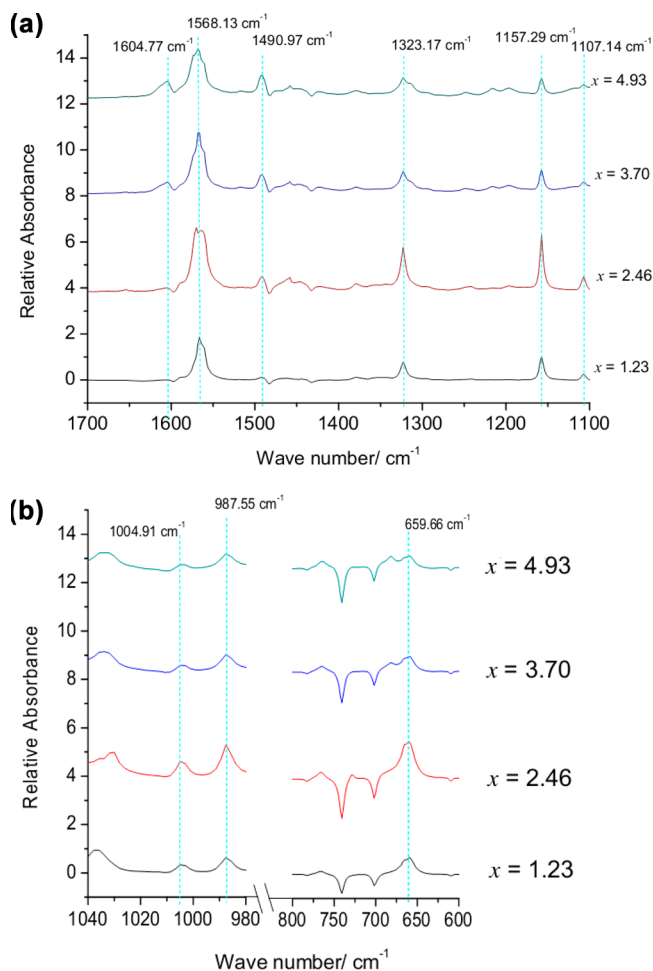 (a)
1568.13 cm⁻¹
1604.77 cm⁻¹ 1490.97 cm⁻¹ 1323.17 cm⁻¹ 1157.29 cm⁻¹ 1107.14 cm⁻¹
Relative Absorbance
14
12
10
8
6
4
2
0
x = 4.93
x = 3.70
x = 2.46
x = 1.23
1700 1600 1500 1400 1300 1200 1100
Wave number/ cm⁻¹
(b)
1004.91 cm⁻¹ 987.55 cm⁻¹ 659.66 cm⁻¹
Relative Absorbance
14
12
10
8
6
4
2
0
x = 4.93
x = 3.70
x = 2.46
x = 1.23
1040 1020 1000 980 800 750 700 650 600
Wave number/ cm⁻¹